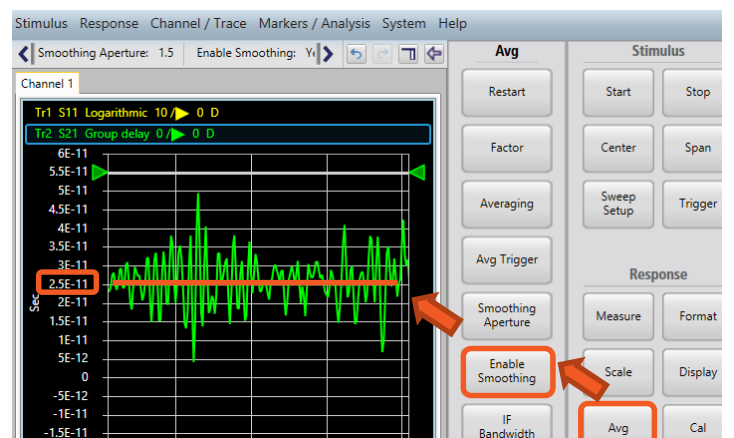 Stimulus Response Channel / Trace Markers / Analysis System Help
Smoothing Aperture: 1.5 Enable Smoothing:
Avg
Stimulus
Channel 1
Restart
Start
Stop
Tr1 S11 Logarithmic 10 / 0 D
Tr2 S21 Group delay 0 / 0 D
Factor
Center
Span
6E-11
5.5E-11
5E-11
4.5E-11
4E-11
3.5E-11
3E-11
2.5E-11
2E-11
1.5E-11
1E-11
5E-12
0
-5E-12
-1E-11
-1.5E-11
Sec
Averaging
Sweep
Setup
Trigger
Avg Trigger
Response
Smoothing
Aperture
Measure
Format
Enable
Smoothing
Scale
Display
IF
Bandwidth
Avg
Cal